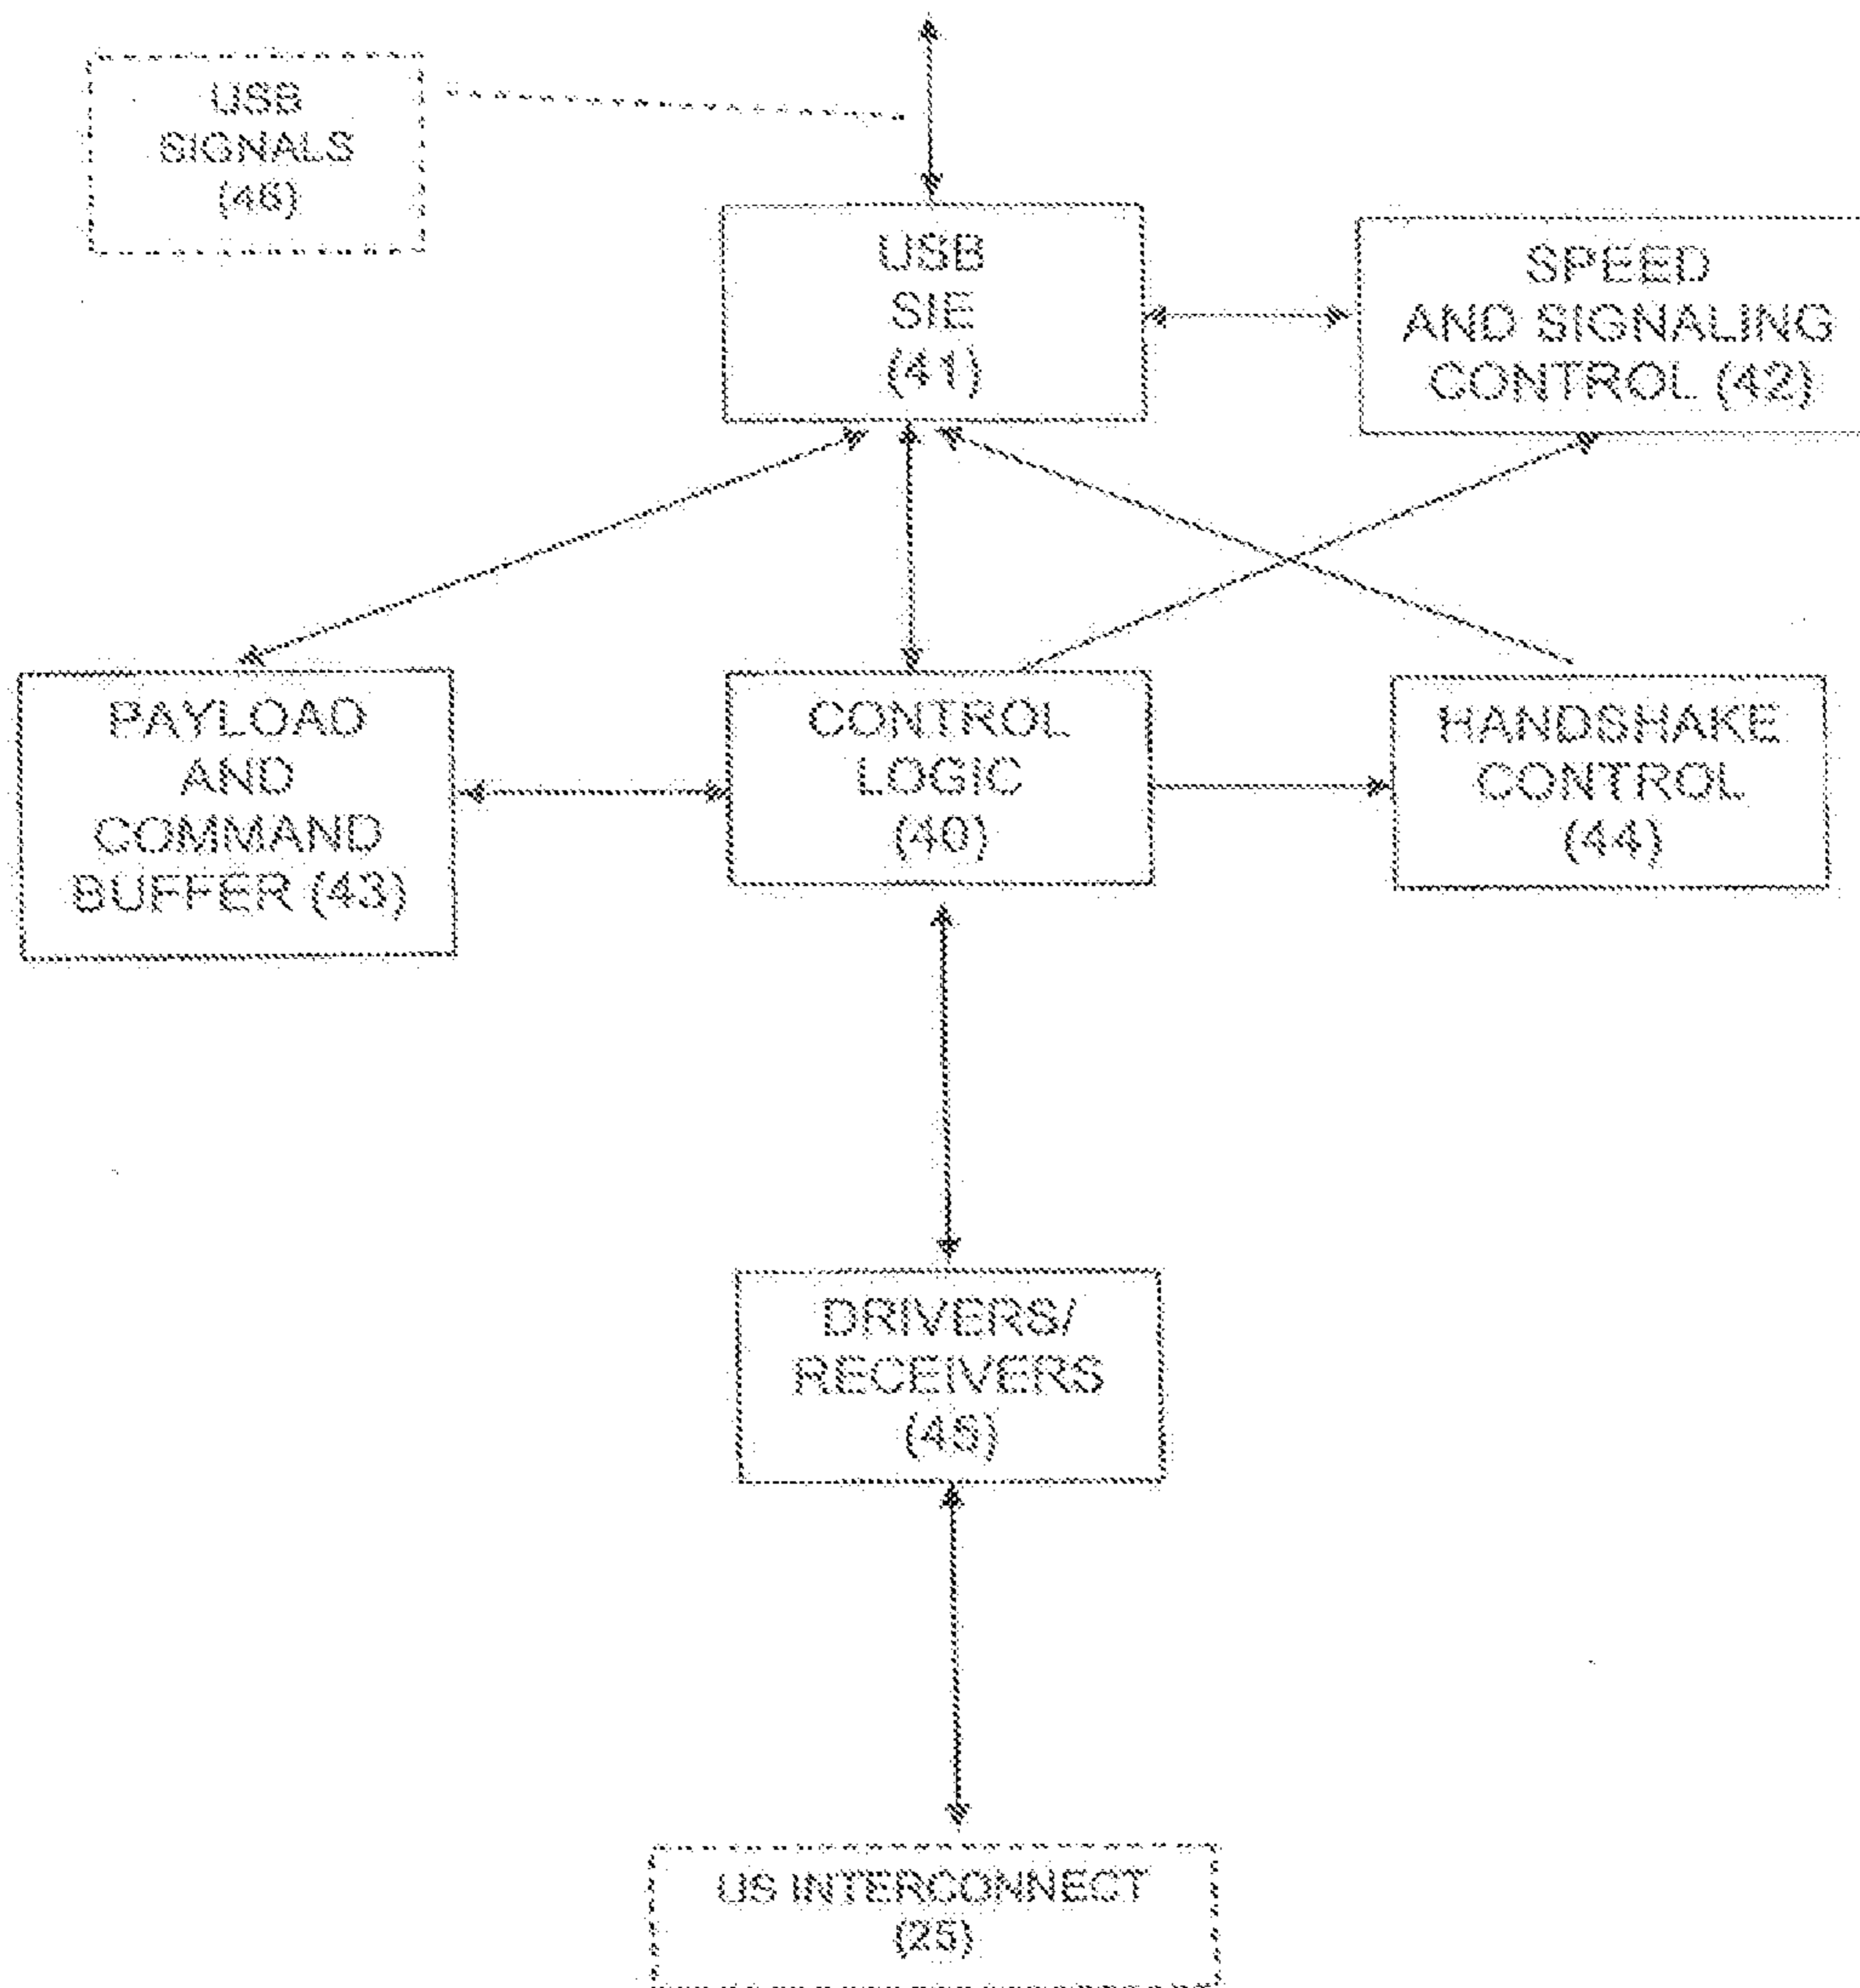 USB
SIGNALS
(46)
USB
SIE
(41)
SPEED
AND SIGNALING
CONTROL (42)
PAYLOAD
AND
COMMAND
BUFFER (43)
CONTROL
LOGIC
(40)
HANDSHAKE
CONTROL
(44)
DRIVERS/
RECEIVERS
(45)
US INTERCONNECT
(25)